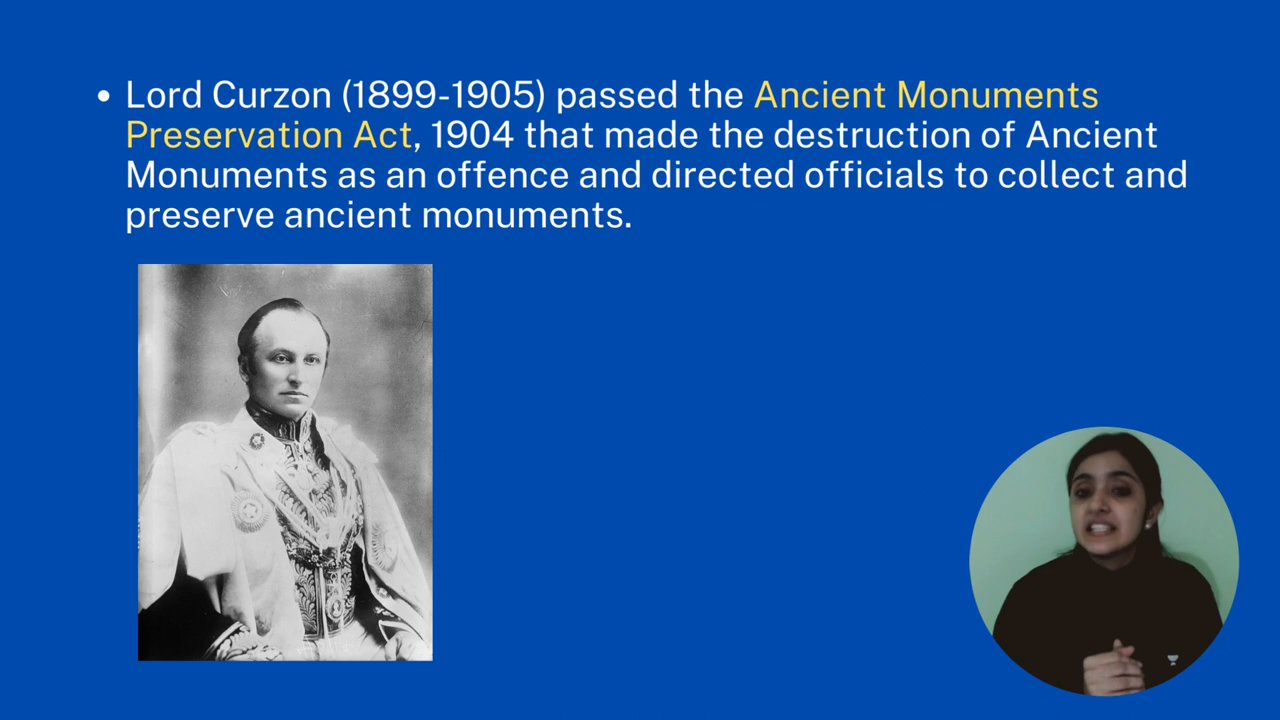 • Lord Curzon (1899-1905) passed the Ancient Monuments
Preservation Act, 1904 that made the destruction of Ancient
Monuments as an offence and directed officials to collect and
preserve ancient monuments.